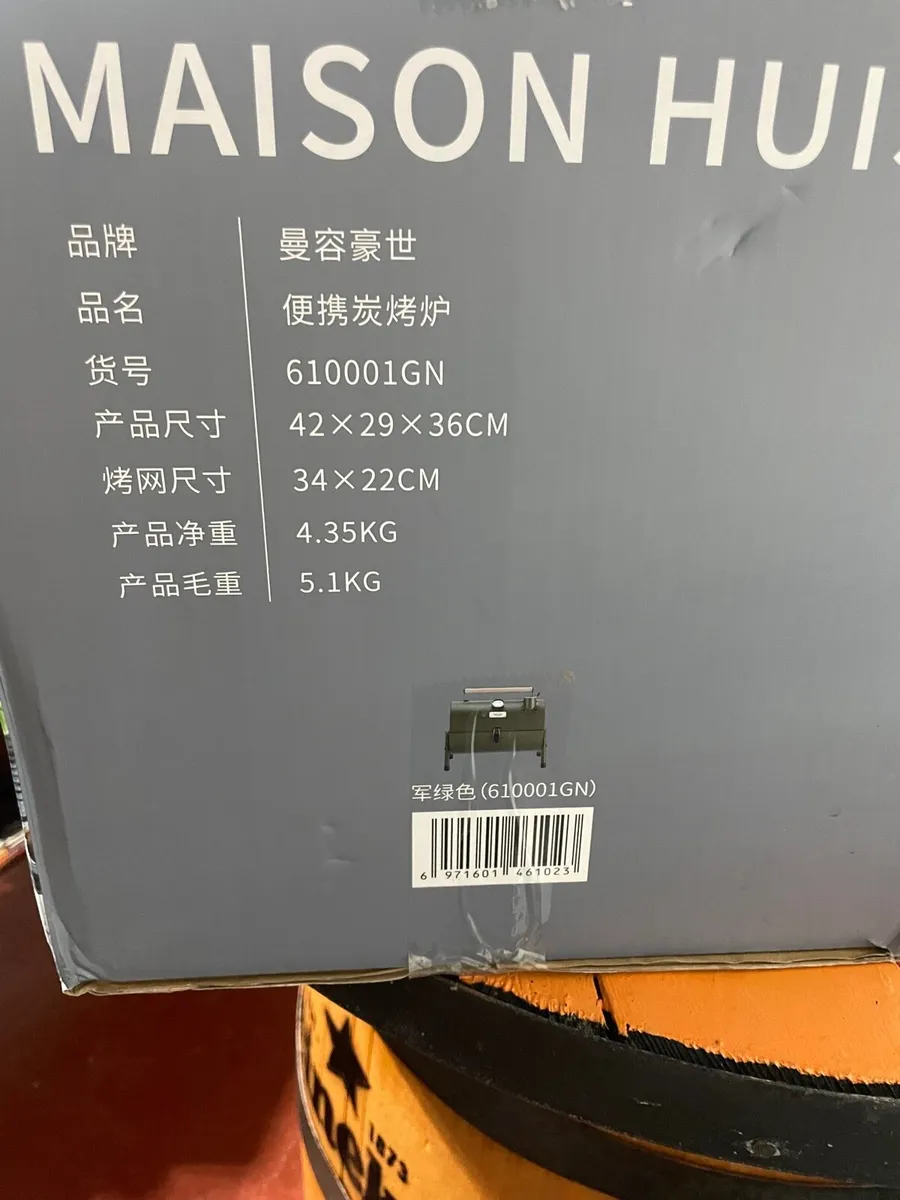 MAISON HUI
品牌 曼容豪世
品名 便携炭烤炉
货号 610001GN
产品尺寸 42×29×36CM
烤网尺寸 34×22CM
产品净重 4.35KG
产品毛重 5.1KG
军绿色(610001GN)
6 971601 461023
1873